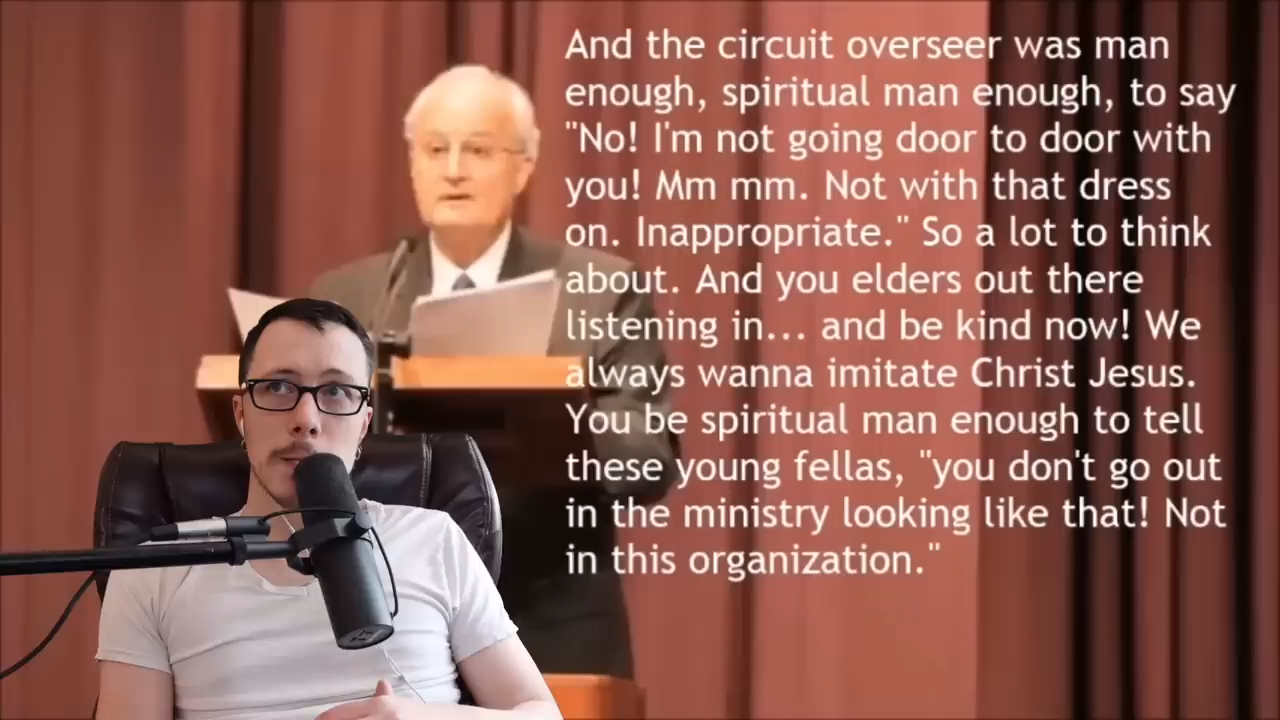 And the circuit overseer was man
enough, spiritual man enough, to say
"No! I'm not going door to door with
you! Mm mm. Not with that dress
on. Inappropriate." So a lot to think
about. And you elders out there
listening in... and be kind now! We
always wanna imitate Christ Jesus.
You be spiritual man enough to tell
these young fellas, "you don't go out
in the ministry looking like that! Not
in this organization."